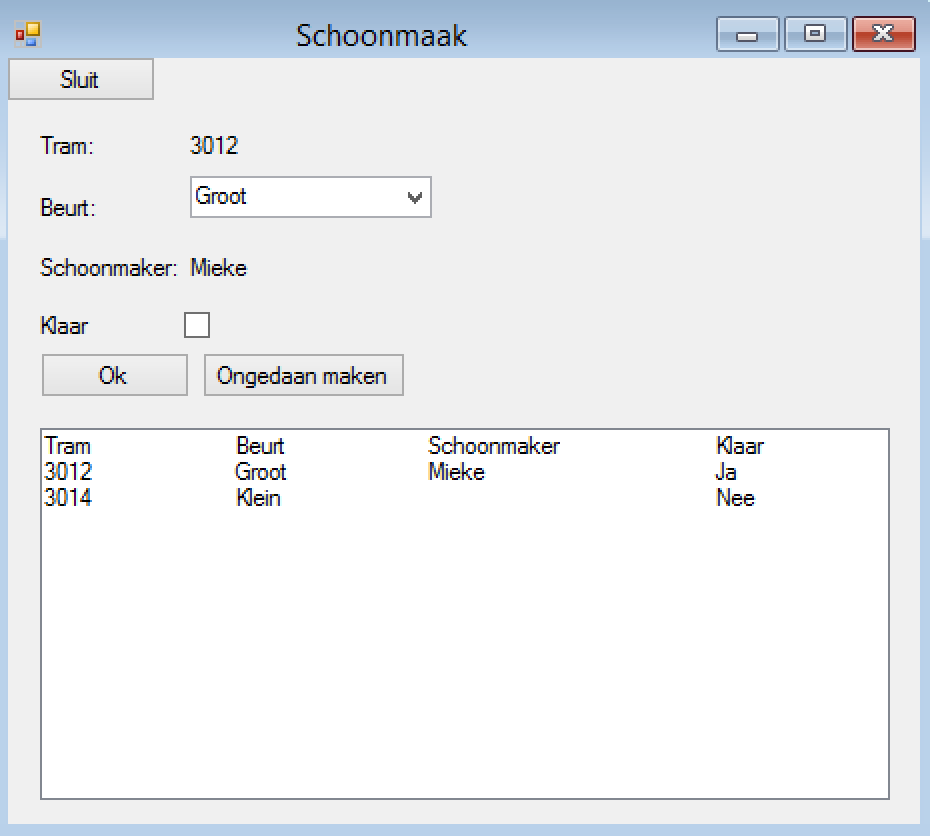 Schoonmaak
Sluit
Tram: 3012
Beurt: Groot
Schoonmaker: Mieke
Klaar
Ok Ongedaan maken
Tram Beurt Schoonmaker Klaar
3012 Groot Mieke Ja
3014 Klein Nee